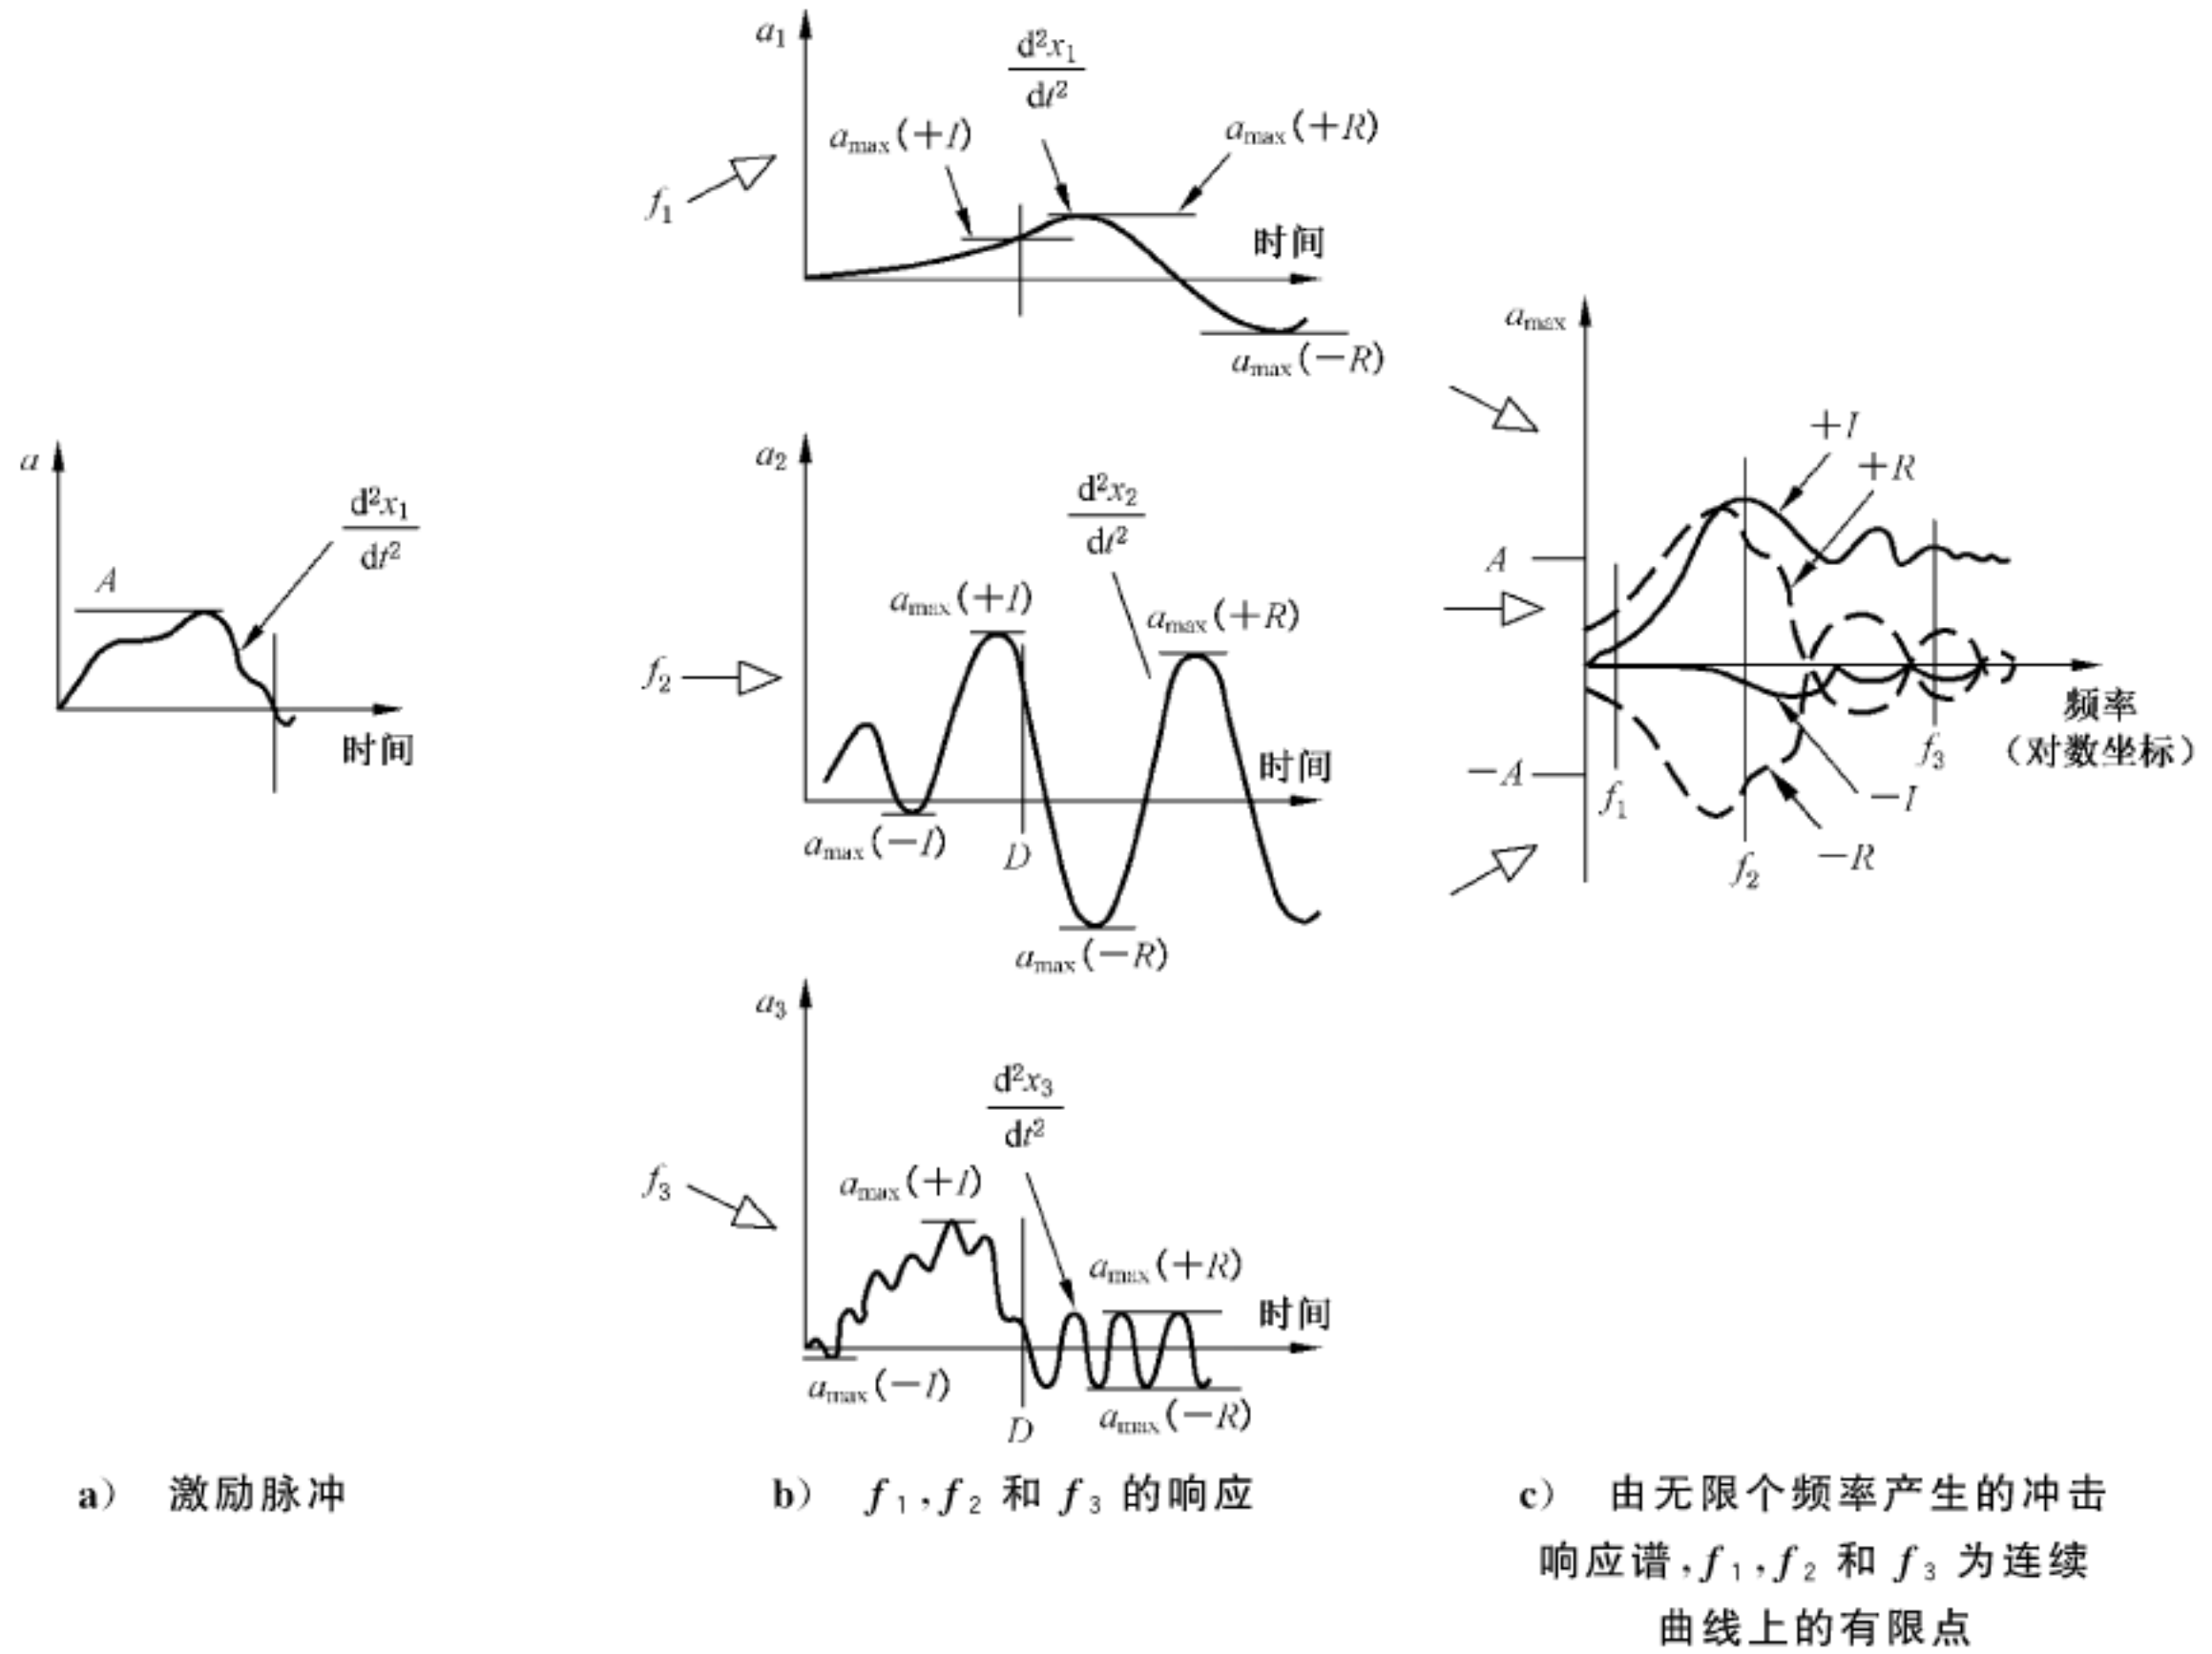 a
A
d²x₁
dt²
时间
a₁
d²x₁
dt²
aₘₐₓ(+I)
aₘₐₓ(+R)
f₁
时间
aₘₐₓ(−R)
a₂
d²x₂
dt²
aₘₐₓ(+I)
aₘₐₓ(+R)
f₂
时间
aₘₐₓ(−I)
D
aₘₐₓ(−R)
a₃
d²x₃
dt²
f₃
aₘₐₓ(+I)
aₘₐₓ(+R)
时间
aₘₐₓ(−I)
D
aₘₐₓ(−R)
aₘₐₓ
+I
+R
A
频率
(对数坐标)
−A
f₁
f₃
−I
f₂
−R
a) 激励脉冲
b) f₁,f₂ 和 f₃ 的响应
c) 由无限个频率产生的冲击
响应谱,f₁,f₂ 和 f₃ 为连续
曲线上的有限点